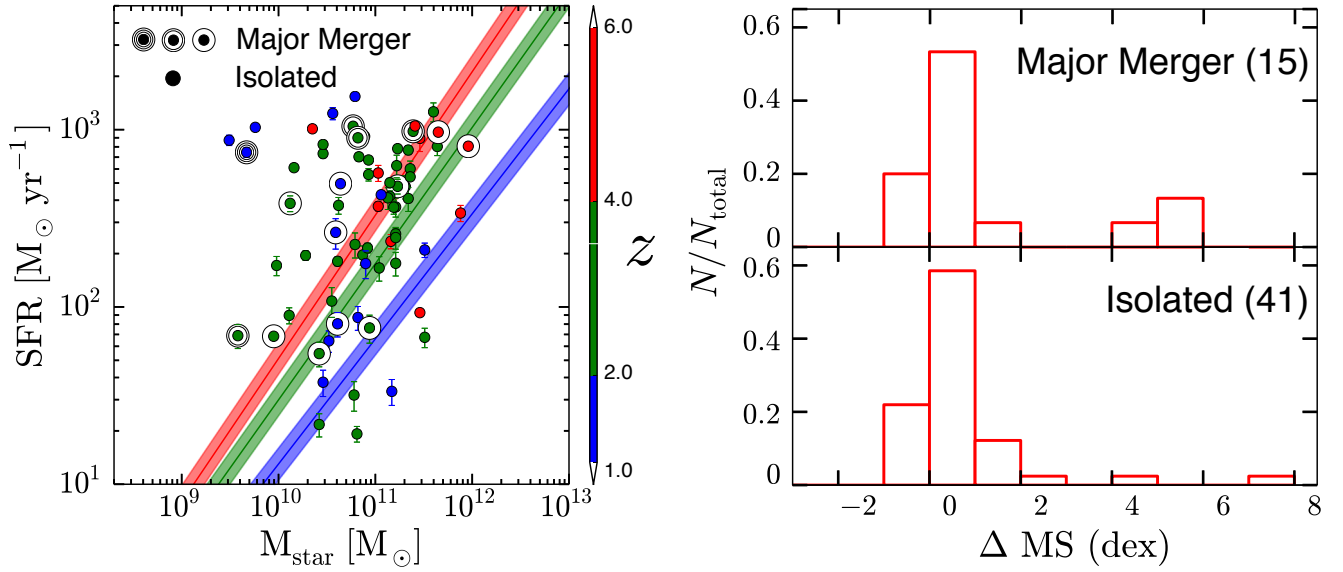 Major Merger
Isolated
SFR [M⊙ yr⁻¹]
10³
10²
10¹
10⁹ 10¹⁰ 10¹¹ 10¹² 10¹³
M_star [M⊙]
6.0
4.0
2.0
1.0
z
N/N_total
0.6
0.4
0.2
0
Major Merger (15)
0.6
0.4
0.2
0
Isolated (41)
−2 0 2 4 6 8
Δ MS (dex)